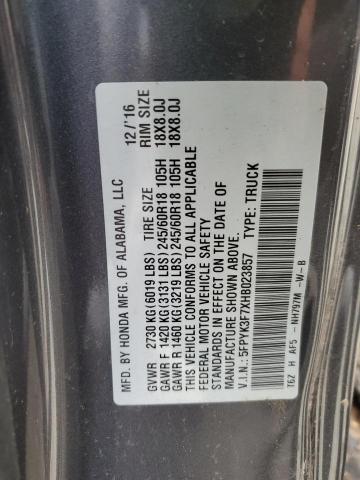 MFD. BY HONDA MFG. OF ALABAMA, LLC 12/'16
GVWR 2730 KG(6019 LBS) TIRE SIZE RIM SIZE
GAWR F 1420 KG(3131 LBS) 245/60R18 105H 18X8.0J
GAWR R 1460 KG(3219 LBS) 245/60R18 105H 18X8.0J
THIS VEHICLE CONFORMS TO ALL APPLICABLE
FEDERAL MOTOR VEHICLE SAFETY
STANDARDS IN EFFECT ON THE DATE OF
MANUFACTURE SHOWN ABOVE.
V.I.N.: 5FPYK3F7XHB023857 TYPE: TRUCK
T6Z H AF5 - NH797M -W-B